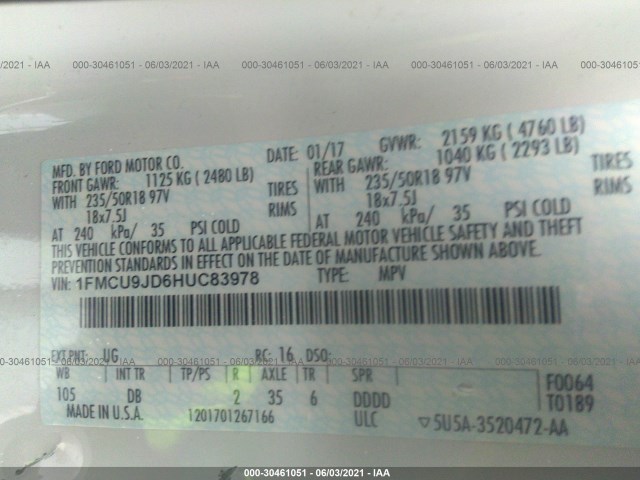 /2021 - IAA 000-30461051 - 06/03/2021 - IAA 000-30461051 - 06/03/2021 - IAA 000-30461051 - 06/03/2021 - IAA
MFD. BY FORD MOTOR CO. DATE: 01/17 GVWR: 2159 KG ( 4760 LB)
FRONT GAWR: 1125 KG ( 2480 LB) REAR GAWR: 1040 KG ( 2293 LB)
WITH 235/50R18 97V TIRES WITH 235/50R18 97V TIRES
18x7.5J RIMS 18x7.5J RIMS
AT 240 kPa/ 35 PSI COLD AT 240 kPa/ 35 PSI COLD
THIS VEHICLE CONFORMS TO ALL APPLICABLE FEDERAL MOTOR VEHICLE SAFETY AND THEFT
PREVENTION STANDARDS IN EFFECT ON THE DATE OF MANUFACTURE SHOWN ABOVE.
VIN: 1FMCU9JD6HUC83978 TYPE: MPV
EXT PNT: UG RC: 16 DSO:
0-30461051 - 06/03/2021 - IAA 000-30461051 - 06/03/2021 - IAA 000-30461051 - 06/03/2021 - IAA 000-30461051 - 06/03
WB INT TR TP/PS R AXLE TR SPR F0064
105 DB 2 35 6 DDDD T0189
MADE IN U.S.A. 1201701267166 ULC 5U5A-3520472-AA
000-30461051 - 06/03/2021 - IAA